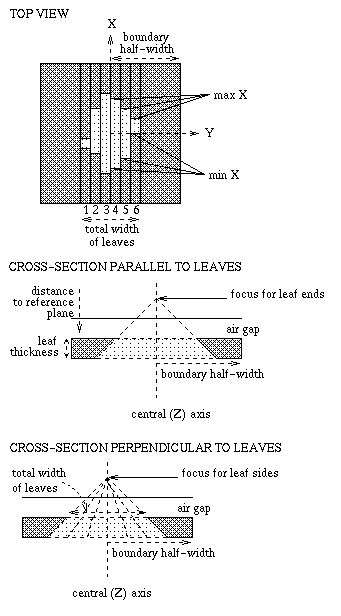 TOP VIEW
X
boundary
half-width
max X
Y
min X
1 2 3 4 5 6
total width
of leaves
CROSS-SECTION PARALLEL TO LEAVES
distance
to reference
plane
focus for leaf ends
air gap
leaf
thickness
boundary half-width
central (Z) axis
CROSS-SECTION PERPENDICULAR TO LEAVES
total width
of leaves
focus for leaf sides
air gap
boundary half-width
central (Z) axis